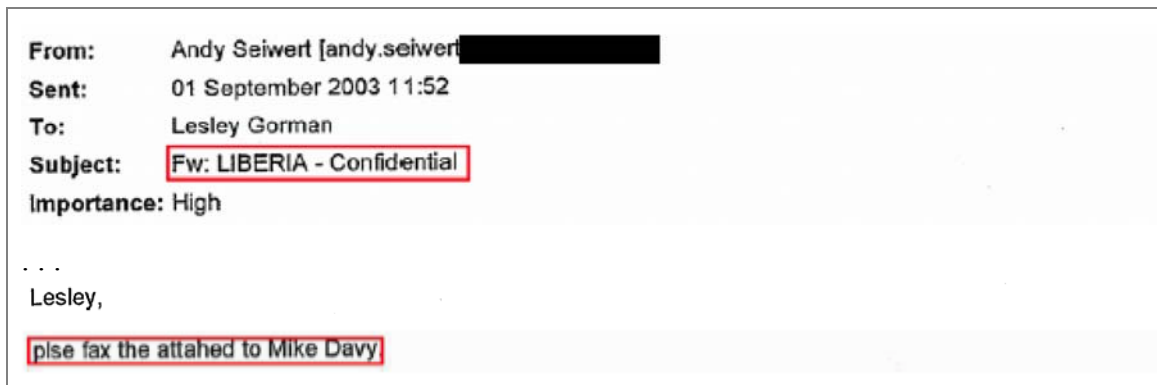 From: Andy Seiwert [andy.seiwert
Sent: 01 September 2003 11:52
To: Lesley Gorman
Subject: Fw: LIBERIA - Confidential
Importance: High
. . .
Lesley,
plse fax the attahed to Mike Davy.